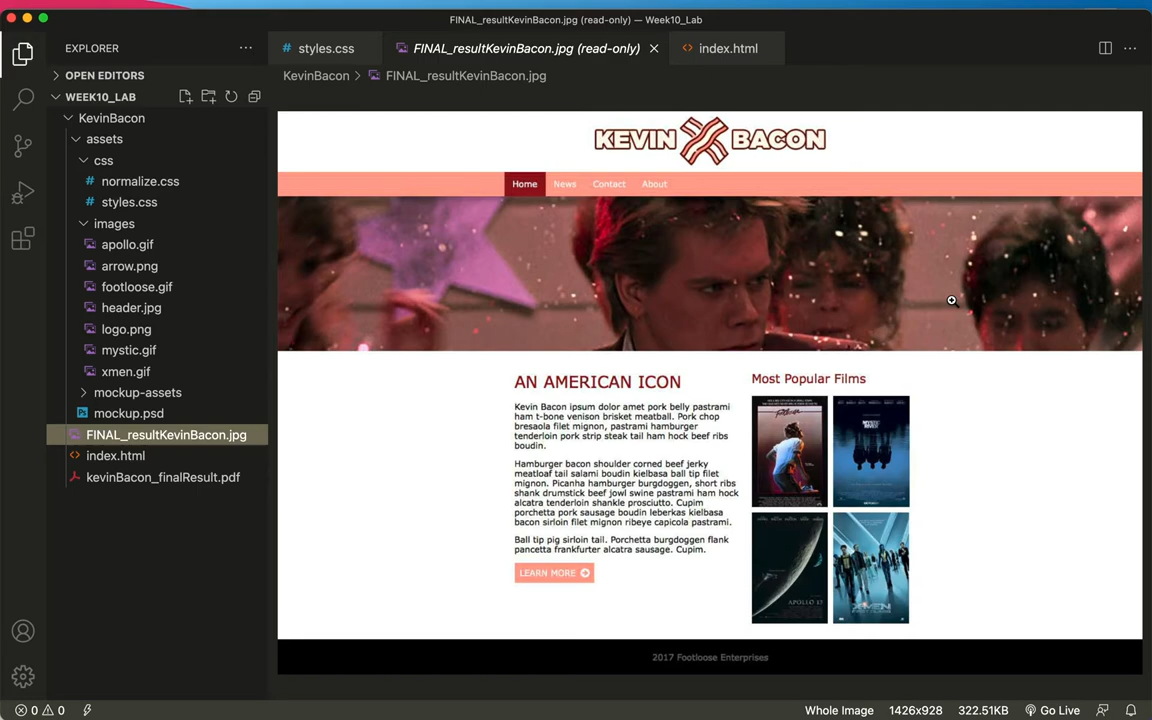 FINAL_resultKevinBacon.jpg (read-only) — Week10_Lab
EXPLORER
styles.css
FINAL_resultKevinBacon.jpg (read-only)
index.html
OPEN EDITORS
KevinBacon > FINAL_resultKevinBacon.jpg
WEEK10_LAB
KevinBacon
assets
css
normalize.css
styles.css
images
apollo.gif
arrow.png
footloose.gif
header.jpg
logo.png
mystic.gif
xmen.gif
mockup-assets
mockup.psd
FINAL_resultKevinBacon.jpg
index.html
kevinBacon_finalResult.pdf
KEVIN BACON
Home News Contact About
AN AMERICAN ICON
Kevin Bacon ipsum dolor amet pork belly pastrami
ham t-bone venison brisket meatball. Pork chop
bresaola filet mignon, pastrami hamburger
tenderloin pork strip steak tail ham hock beef ribs
boudin.
Hamburger bacon shoulder corned beef jerky
meatloaf tail salami boudin kielbasa ball tip filet
mignon. Picanha hamburger burgdoggen, short ribs
shank drumstick beef jowl swine pastrami ham hock
alcatra tenderloin shankle prosciutto. Cupim
porchetta pork sausage boudin leberkas kielbasa
bacon sirloin filet mignon ribeye capicola pastrami.
Ball tip pig sirloin tail. Porchetta burgdoggen flank
pancetta frankfurter alcatra sausage. Cupim.
LEARN MORE
Most Popular Films
Footloose
MYSTIC
RIVER
APOLLO 13
X-MEN
2017 Footloose Enterprises
0 0
Whole Image 1426x928 322.51KB Go Live